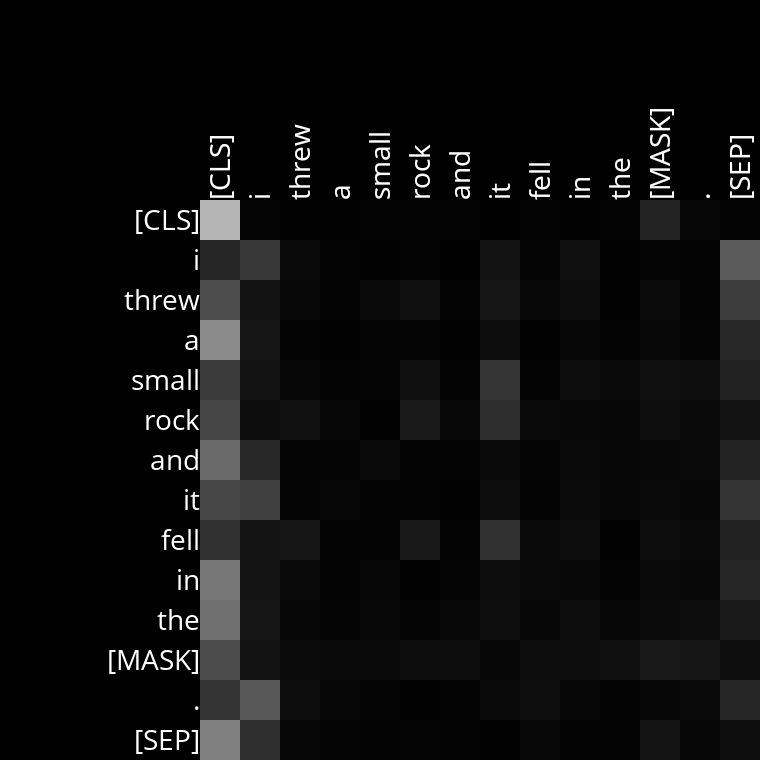 [CLS] i threw a small rock and it fell in the [MASK] . [SEP]
[CLS]
i
threw
a
small
rock
and
it
fell
in
the
[MASK]
.
[SEP]